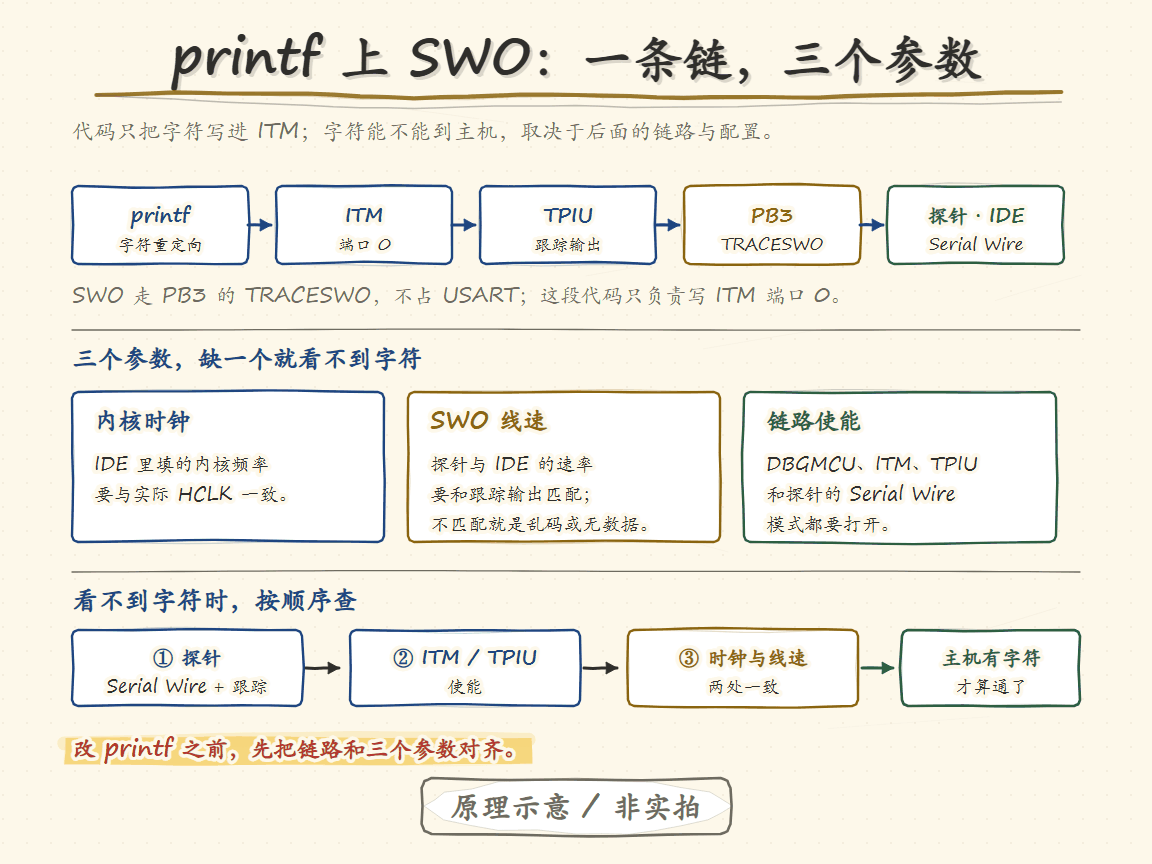 printf 上 SWO：一条链，三个参数
代码只把字符写进 ITM；字符能不能到主机，取决于后面的链路与配置。
printf
字符重定向
ITM
端口 0
TPIU
跟踪输出
PB3
TRACESWO
探针 · IDE
Serial Wire
SWO 走 PB3 的 TRACESWO，不占 USART；这段代码只负责写 ITM 端口 0。
三个参数，缺一个就看不到字符
内核时钟
IDE 里填的内核频率
要与实际 HCLK 一致。
SWO 线速
探针与 IDE 的速率
要和跟踪输出匹配；
不匹配就是乱码或无数据。
链路使能
DBGMCU、ITM、TPIU
和探针的 Serial Wire
模式都要打开。
看不到字符时，按顺序查
① 探针
Serial Wire + 跟踪
② ITM / TPIU
使能
③ 时钟与线速
两处一致
主机有字符
才算通了
改 printf 之前，先把链路和三个参数对齐。
原理示意 / 非实拍